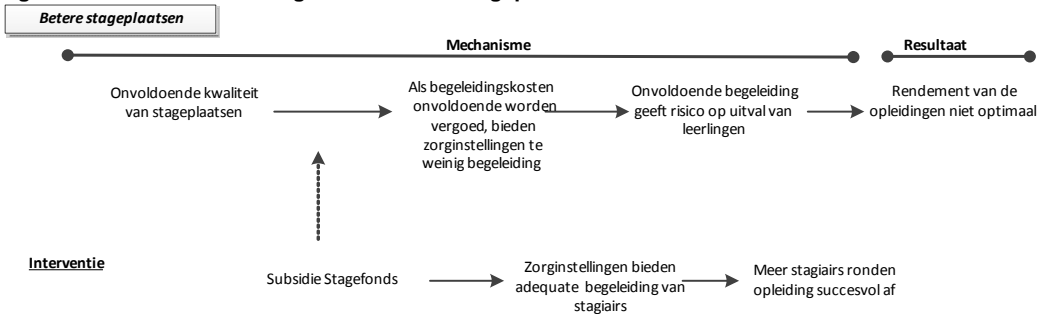 Betere stageplaatsen
Mechanisme
Resultaat
Onvoldoende kwaliteit
van stageplaatsen
Als begeleidingskosten
onvoldoende worden
vergoed, bieden
zorginstellingen te
weinig begeleiding
Onvoldoende begeleiding
geeft risico op uitval van
leerlingen
Rendement van de
opleidingen niet optimaal
Interventie
Subsidie Stagefonds
Zorginstellingen bieden
adequate begeleiding van
stagiairs
Meer stagiairs ronden
opleiding succesvol af